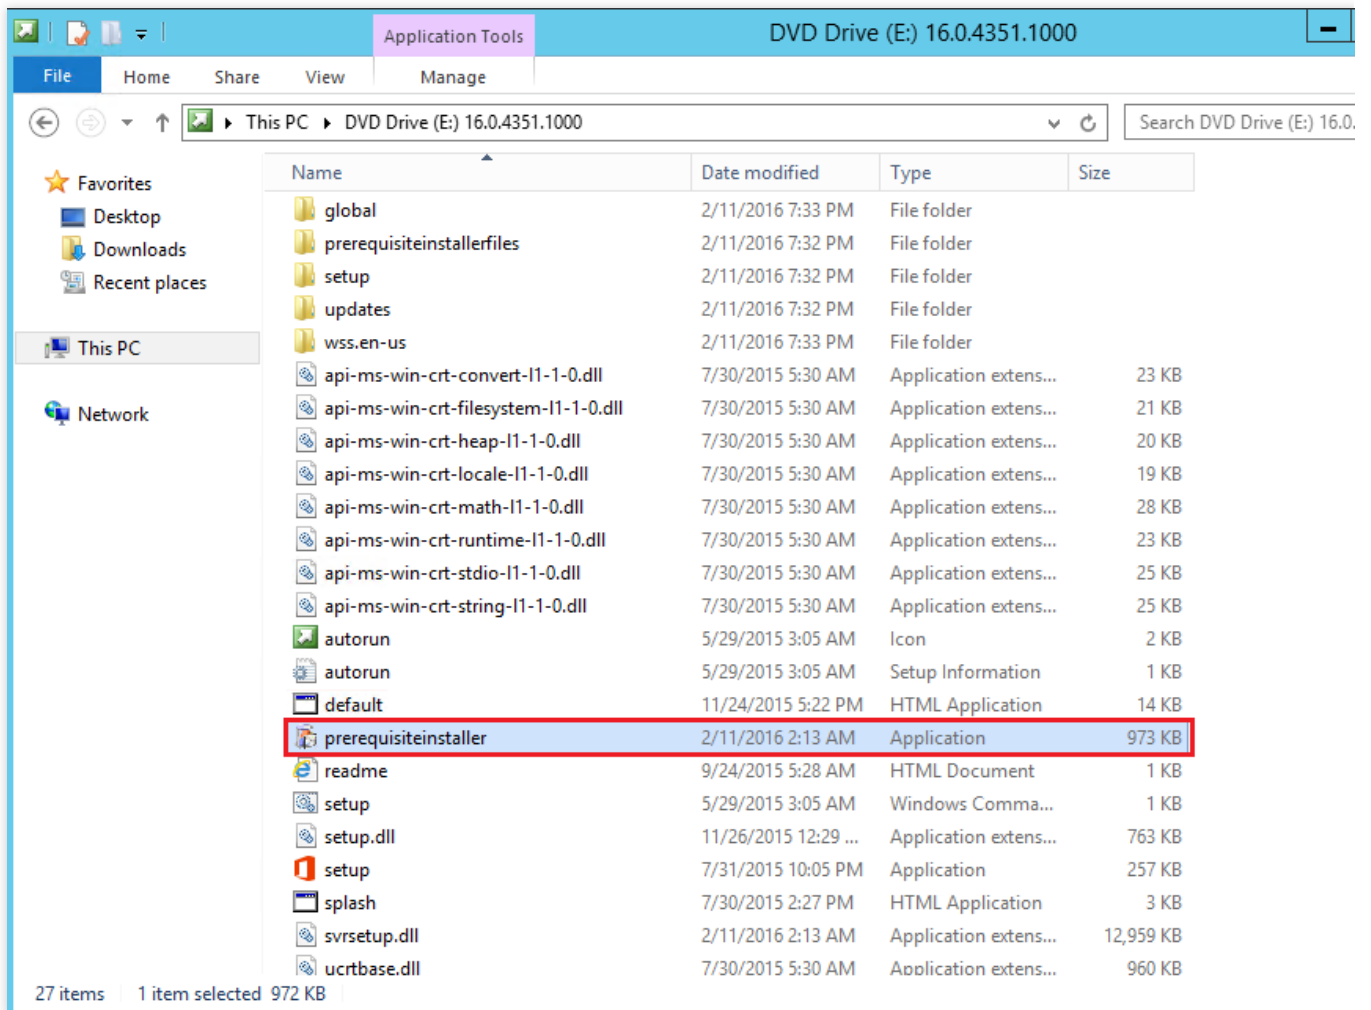 Application Tools
DVD Drive (E:) 16.0.4351.1000
File Home Share View Manage
This PC DVD Drive (E:) 16.0.4351.1000
Search DVD Drive (E:) 16.0.
Favorites
Desktop
Downloads
Recent places
This PC
Network
Name Date modified Type Size
global 2/11/2016 7:33 PM File folder
prerequisiteinstallerfiles 2/11/2016 7:32 PM File folder
setup 2/11/2016 7:32 PM File folder
updates 2/11/2016 7:32 PM File folder
wss.en-us 2/11/2016 7:33 PM File folder
api-ms-win-crt-convert-l1-1-0.dll 7/30/2015 5:30 AM Application extens... 23 KB
api-ms-win-crt-filesystem-l1-1-0.dll 7/30/2015 5:30 AM Application extens... 21 KB
api-ms-win-crt-heap-l1-1-0.dll 7/30/2015 5:30 AM Application extens... 20 KB
api-ms-win-crt-locale-l1-1-0.dll 7/30/2015 5:30 AM Application extens... 19 KB
api-ms-win-crt-math-l1-1-0.dll 7/30/2015 5:30 AM Application extens... 28 KB
api-ms-win-crt-runtime-l1-1-0.dll 7/30/2015 5:30 AM Application extens... 23 KB
api-ms-win-crt-stdio-l1-1-0.dll 7/30/2015 5:30 AM Application extens... 25 KB
api-ms-win-crt-string-l1-1-0.dll 7/30/2015 5:30 AM Application extens... 25 KB
autorun 5/29/2015 3:05 AM Icon 2 KB
autorun 5/29/2015 3:05 AM Setup Information 1 KB
default 11/24/2015 5:22 PM HTML Application 14 KB
prerequisiteinstaller 2/11/2016 2:13 AM Application 973 KB
readme 9/24/2015 5:28 AM HTML Document 1 KB
setup 5/29/2015 3:05 AM Windows Comma... 1 KB
setup.dll 11/26/2015 12:29 ... Application extens... 763 KB
setup 7/31/2015 10:05 PM Application 257 KB
splash 7/30/2015 2:27 PM HTML Application 3 KB
svrsetup.dll 2/11/2016 2:13 AM Application extens... 12,959 KB
ucrtbase.dll 7/30/2015 5:30 AM Application extens... 960 KB
27 items 1 item selected 972 KB